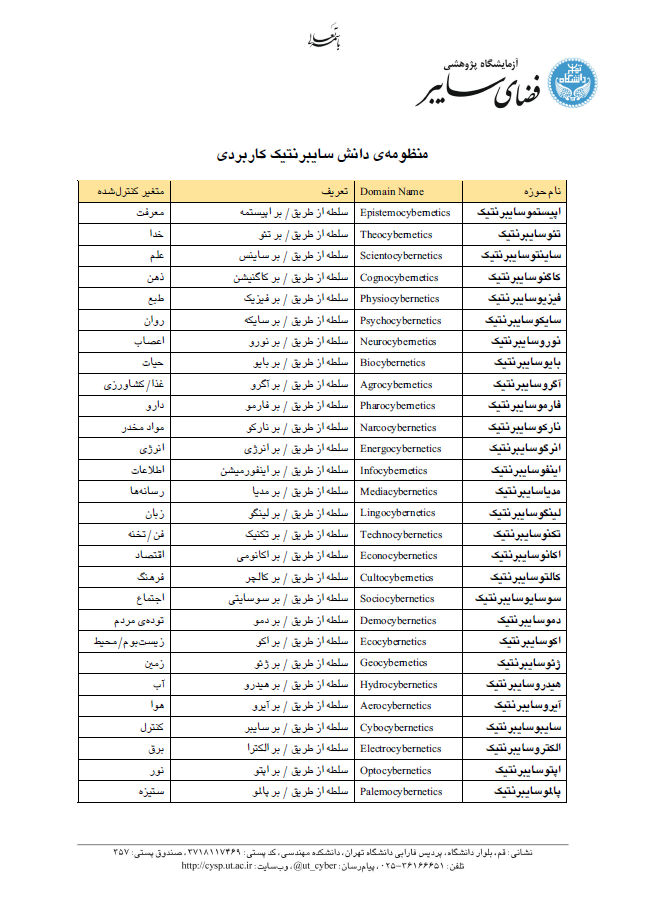 باسمه تعالی
آزمایشگاه پژوهشی
فضای سایبر
منظومه‌ی دانش سایبرنتیک کاربردی
نام حوزه Domain Name تعریف متغیر کنترل‌شده
اپیستموسایبرنتیک Epistemocybernetics سلطه از طریق / بر اپیستمه معرفت
تئوسایبرنتیک Theocybernetics سلطه از طریق / بر تئو خدا
ساینتوسایبرنتیک Scientocybernetics سلطه از طریق / بر ساینس علم
کاگنوسایبرنتیک Cognocybernetics سلطه از طریق / بر کاگنیشن ذهن
فیزیوسایبرنتیک Physiocybernetics سلطه از طریق / بر فیزیک طبع
سایکوسایبرنتیک Psychocybernetics سلطه از طریق / بر سایکه روان
نوروسایبرنتیک Neurocybernetics سلطه از طریق / بر نورو اعصاب
بایوسایبرنتیک Biocybernetics سلطه از طریق / بر بایو حیات
آگروسایبرنتیک Agrocybernetics سلطه از طریق / بر آگرو غذا/کشاورزی
فارموسایبرنتیک Pharocybernetics سلطه از طریق / بر فارمو دارو
نارکوسایبرنتیک Narcocybernetics سلطه از طریق / بر نارکو مواد مخدر
انرگوسایبرنتیک Energocybernetics سلطه از طریق / بر انرژی انرژی
اینفوسایبرنتیک Infocybernetics سلطه از طریق / بر اینفورمیشن اطلاعات
مدیاسایبرنتیک Mediacybernetics سلطه از طریق / بر مدیا رسانه‌ها
لینگوسایبرنتیک Lingocybernetics سلطه از طریق / بر لینگو زبان
تکنوسایبرنتیک Technocybernetics سلطه از طریق / بر تکنیک فن/تخنه
اکانوسایبرنتیک Econocybernetics سلطه از طریق / بر اکانومی اقتصاد
کالتوسایبرنتیک Cultocybernetics سلطه از طریق / بر کالچر فرهنگ
سوسایوسایبرنتیک Sociocybernetics سلطه از طریق / بر سوسایتی اجتماع
دموسایبرنتیک Democybernetics سلطه از طریق / بر دمو توده‌ی مردم
اکوسایبرنتیک Ecocybernetics سلطه از طریق / بر اکو زیست‌بوم/محیط
ژئوسایبرنتیک Geocybernetics سلطه از طریق / بر ژئو زمین
هیدروسایبرنتیک Hydrocybernetics سلطه از طریق / بر هیدرو آب
آیروسایبرنتیک Aerocybernetics سلطه از طریق / بر آیرو هوا
سایبوسایبرنتیک Cybocybernetics سلطه از طریق / بر سایبر کنترل
الکتروسایبرنتیک Electrocybernetics سلطه از طریق / بر الکترا برق
اپتوسایبرنتیک Optocybernetics سلطه از طریق / بر اپتو نور
پالموسایبرنتیک Palemocybernetics سلطه از طریق / بر پالمو ستیزه
نشانی: قم، بلوار دانشگاه، پردیس فارابی دانشگاه تهران، دانشکده مهندسی، کد پستی: ۳۷۱۸۱۱۷۴۶۹، صندوق پستی: ۳۵۷
تلفن: ۳۶۱۶۶۶۵۱-۰۲۵، پیام‌رسان: @ut_cyber، وب‌سایت: http://cysp.ut.ac.ir